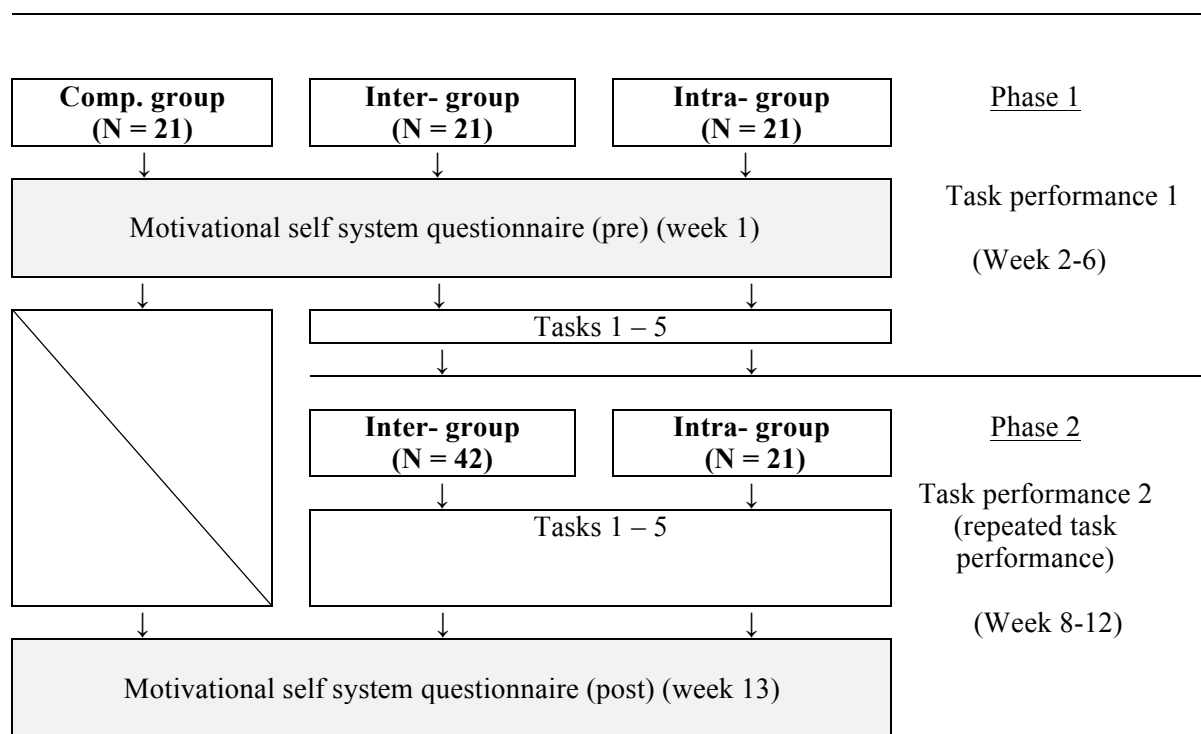 Comp. group
(N = 21)
Inter- group
(N = 21)
Intra- group
(N = 21)
Phase 1
↓ ↓ ↓
Motivational self system questionnaire (pre) (week 1)
Task performance 1
(Week 2-6)
↓ ↓ ↓
Tasks 1 – 5
↓ ↓
Inter- group
(N = 42)
Intra- group
(N = 21)
Phase 2
↓ ↓
Tasks 1 – 5
Task performance 2
(repeated task
performance)
(Week 8-12)
↓ ↓ ↓
Motivational self system questionnaire (post) (week 13)